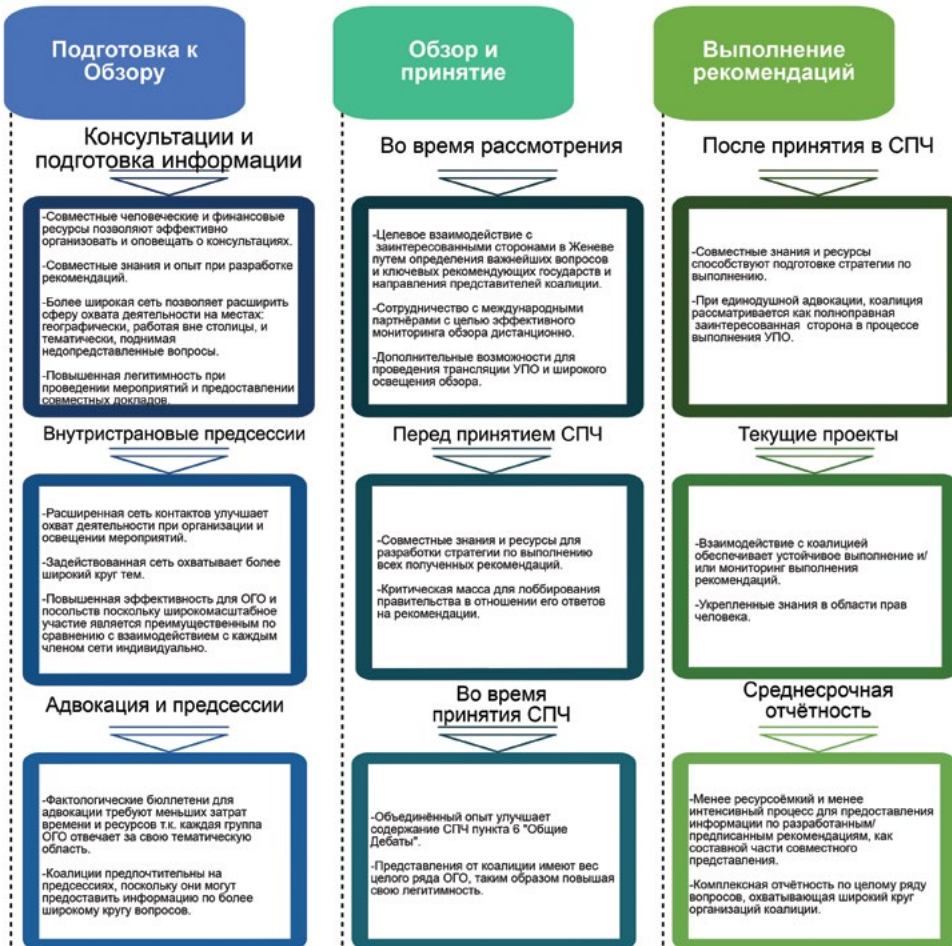 Подготовка к
Обзору
Консультации и
подготовка информации
-Совместные человеческие и финансовые
ресурсы позволяют эффективно
организовать и оповещать о консультациях.
-Совместные знания и опыт при разработке
рекомендаций.
-Более широкая сеть позволяет расширить
сферу охвата деятельности на местах:
географически, работая вне столицы, и
тематически, поднимая
недопредставленные вопросы.
-Повышенная легитимность при
проведении мероприятий и предоставлении
совместных докладов.
Внутристрановые предсессии
-Расширенная сеть контактов улучшает
охват деятельности при организации и
освещении мероприятий.
-Задействованная сеть охватывает более
широкий круг тем.
-Повышенная эффективность для ОГО и
посольств поскольку широкомасштабное
участие является преимущественным по
сравнению с взаимодействием с каждым
членом сети индивидуально.
Адвокация и предсессии
-Фактологические бюллетени для
адвокации требуют меньших затрат
времени и ресурсов т.к. каждая группа
ОГО отвечает за свою тематическую
область.
-Коалиции предпочтительны на
предсессиях, поскольку они могут
предоставить информацию по более
широкому кругу вопросов.
Обзор и
принятие
Во время рассмотрения
-Целевое взаимодействие с
заинтересованными сторонами в Женеве
путем определения важнейших вопросов
и ключевых рекомендующих государств и
направления представителей коалиции.
-Сотрудничество с международными
партнёрами с целью эффективного
мониторинга обзора дистанционно.
-Дополнительные возможности для
проведения трансляции УПО и широкого
освещения обзора.
Перед принятием СПЧ
-Совместные знания и ресурсы для
разработки стратегии по выполнению
всех полученных рекомендаций.
-Критическая масса для лоббирования
правительства в отношении его ответов
на рекомендации.
Во время
принятия СПЧ
-Объединённый опыт улучшает
содержание СПЧ пункта 6 "Общие
Дебаты".
-Представления от коалиции имеют вес
целого ряда ОГО, таким образом повышая
свою легитимность.
Выполнение
рекомендаций
После принятия в СПЧ
-Совместные знания и ресурсы
способствуют подготовке стратегии по
выполнению.
-При единодушной адвокации, коалиция
рассматривается как полноправная
заинтересованная сторона в процессе
выполнения УПО.
Текущие проекты
-Взаимодействие с коалицией
обеспечивает устойчивое выполнение и/
или мониторинг выполнения
рекомендаций.
-Укрепленные знания в области прав
человека.
Среднесрочная
отчётность
-Менее ресурсоёмкий и менее
интенсивный процесс для предоставления
информации по разработанным/
предписанным рекомендациям, как
составной части совместного
представления.
-Комплексная отчётность по целому ряду
вопросов, охватывающая широкий круг
организаций коалиции.